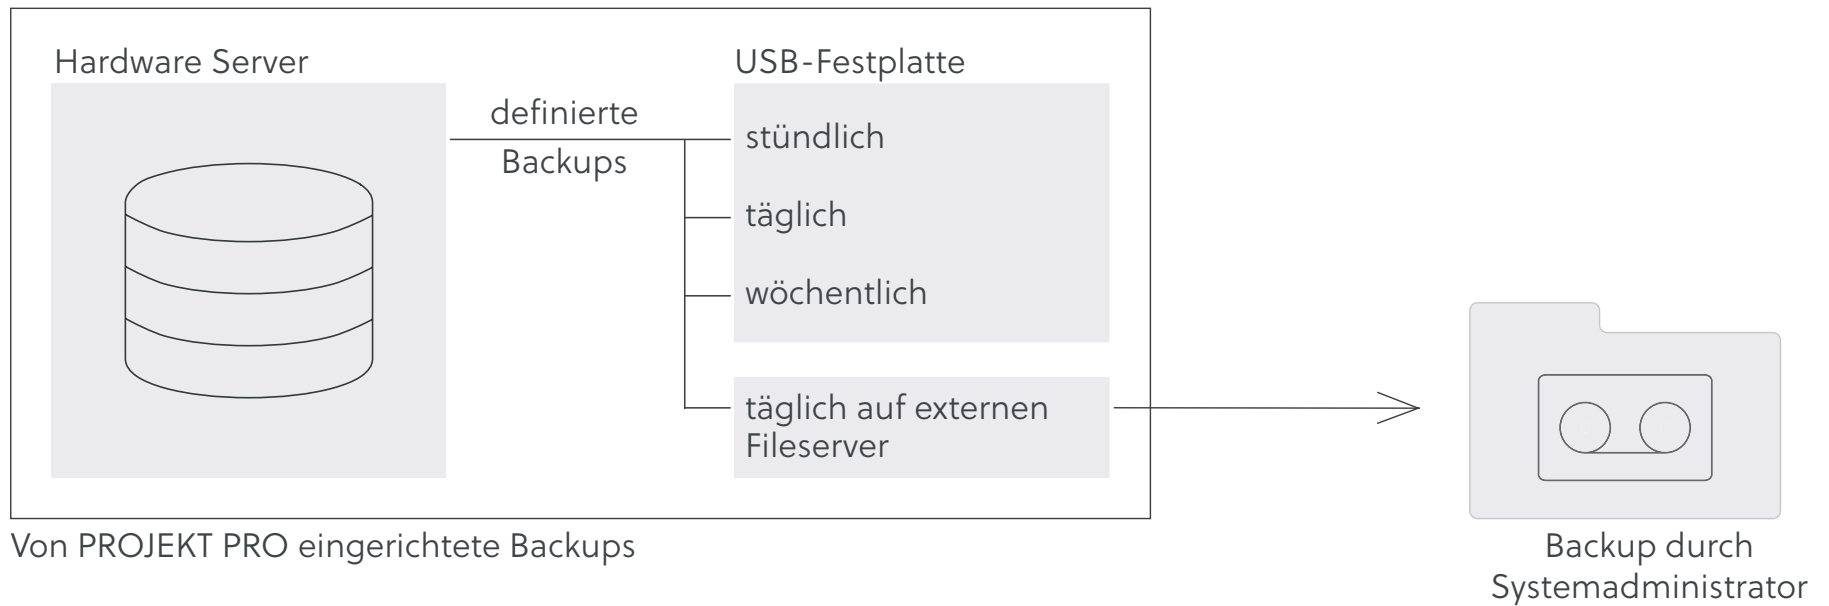 Hardware Server
USB-Festplatte
definierte
Backups
stündlich
täglich
wöchentlich
täglich auf externen
Fileserver
Von PROJEKT PRO eingerichtete Backups
Backup durch
Systemadministrator